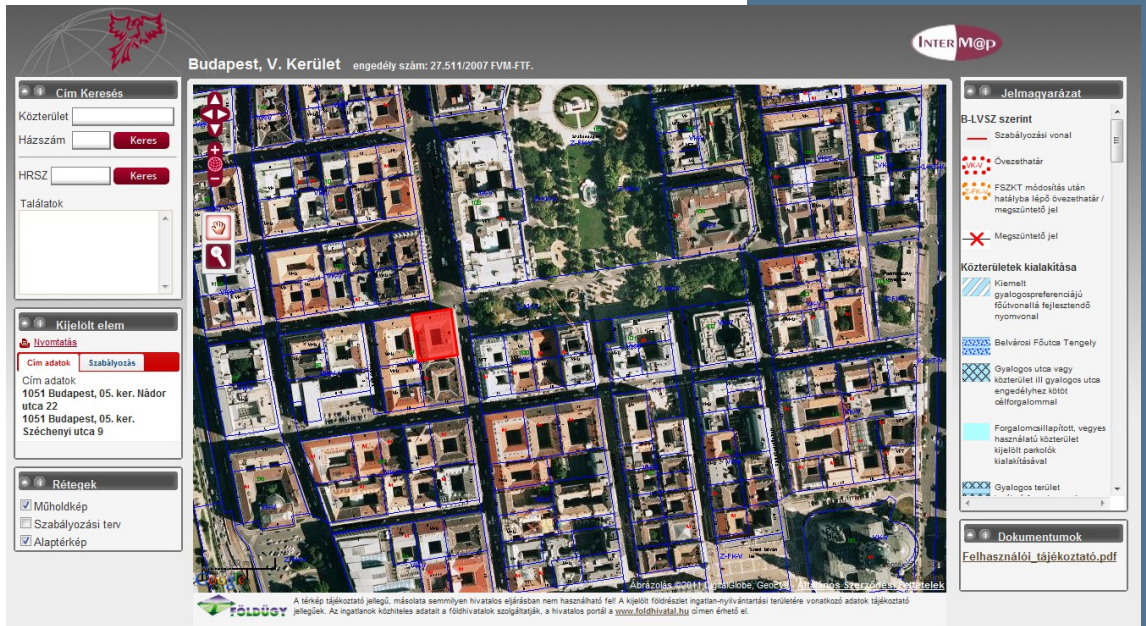 INTERM@P
Budapest, V. Kerület engedély szám: 27.511/2007 FVM-FTF.
Cím Keresés
Közterület
Házszám Keres
HRSZ Keres
Találatok
Kijelölt elem
Nyomtatás
Cím adatok Szabályozás
Cím adatok
1051 Budapest, 05. ker. Nádor
utca 22
1051 Budapest, 05. ker.
Széchenyi utca 9
Rétegek
Műholdkép
Szabályozási terv
Alaptérkép
Z-FK-V
Ábrázolás ©2011 DigitalGlobe, GeoEye - Általános Szerződési Feltételek
Jelmagyarázat
B-LVSZ szerint
Szabályozási vonal
VK-V Övezethatár
Z-FK-V FSZKT módosítás után
hatályba lépő övezethatár /
megszüntető jel
Megszüntető jel
Közterületek kialakítása
Kiemelt
gyalogospreferenciájú
főútvonallá fejlesztendő
nyomvonal
Belvárosi Főutca Tengely
Gyalogos utca vagy
közterület ill gyalogos utca
engedélyhez kötöt
célforgalommal
Forgalomcsillapított, vegyes
használatú közterület
kijelölt parkolók
kialakításával
Gyalogos terület
Dokumentumok
Felhasználói_tájékoztató.pdf
FÖLDÜGY
A térkép tájékoztató jellegű, másolata semmilyen hivatalos eljárásban nem használható fel! A kijelölt földrészlet ingatlan-nyilvántartási területére vonatkozó adatok tájékoztató
jellegűek. Az ingatlanok közhiteles adatait a földhivatalok szolgáltatják, a hivatalos portál a www.foldhivatal.hu címen érhető el.